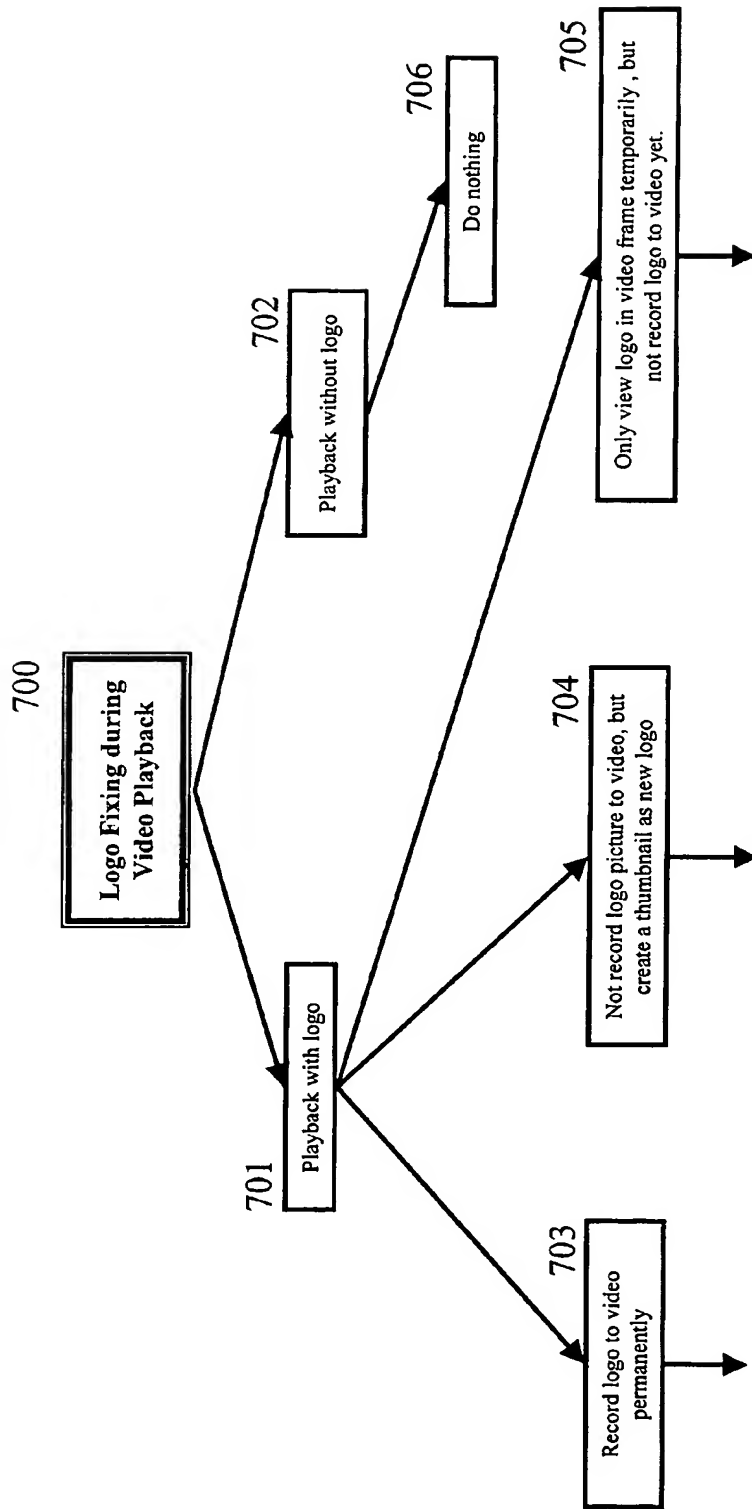 700
Logo Fixing during
Video Playback
701
Playback with logo
702
Playback without logo
706
Do nothing
703
Record logo to video
permanently
704
Not record logo picture to video, but
create a thumbnail as new logo
705
Only view logo in video frame temporarily , but
not record logo to video yet.